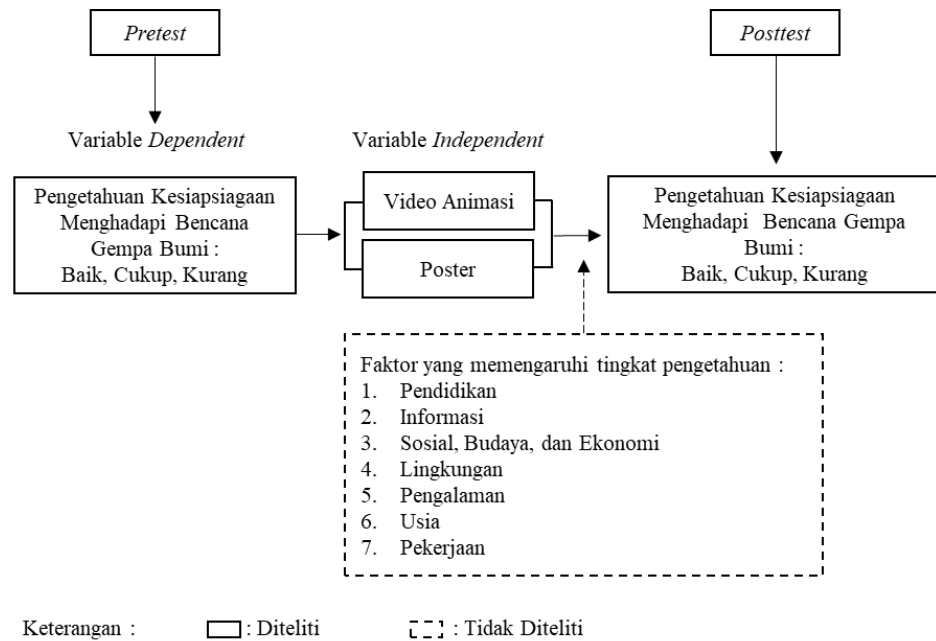 Pretest
Posttest
Variable Dependent
Variable Independent
Pengetahuan Kesiapsiagaan
Menghadapi Bencana
Gempa Bumi :
Baik, Cukup, Kurang
Video Animasi
Poster
Pengetahuan Kesiapsiagaan
Menghadapi Bencana Gempa
Bumi :
Baik, Cukup, Kurang
Faktor yang memengaruhi tingkat pengetahuan :
1. Pendidikan
2. Informasi
3. Sosial, Budaya, dan Ekonomi
4. Lingkungan
5. Pengalaman
6. Usia
7. Pekerjaan
Keterangan : : Diteliti : Tidak Diteliti